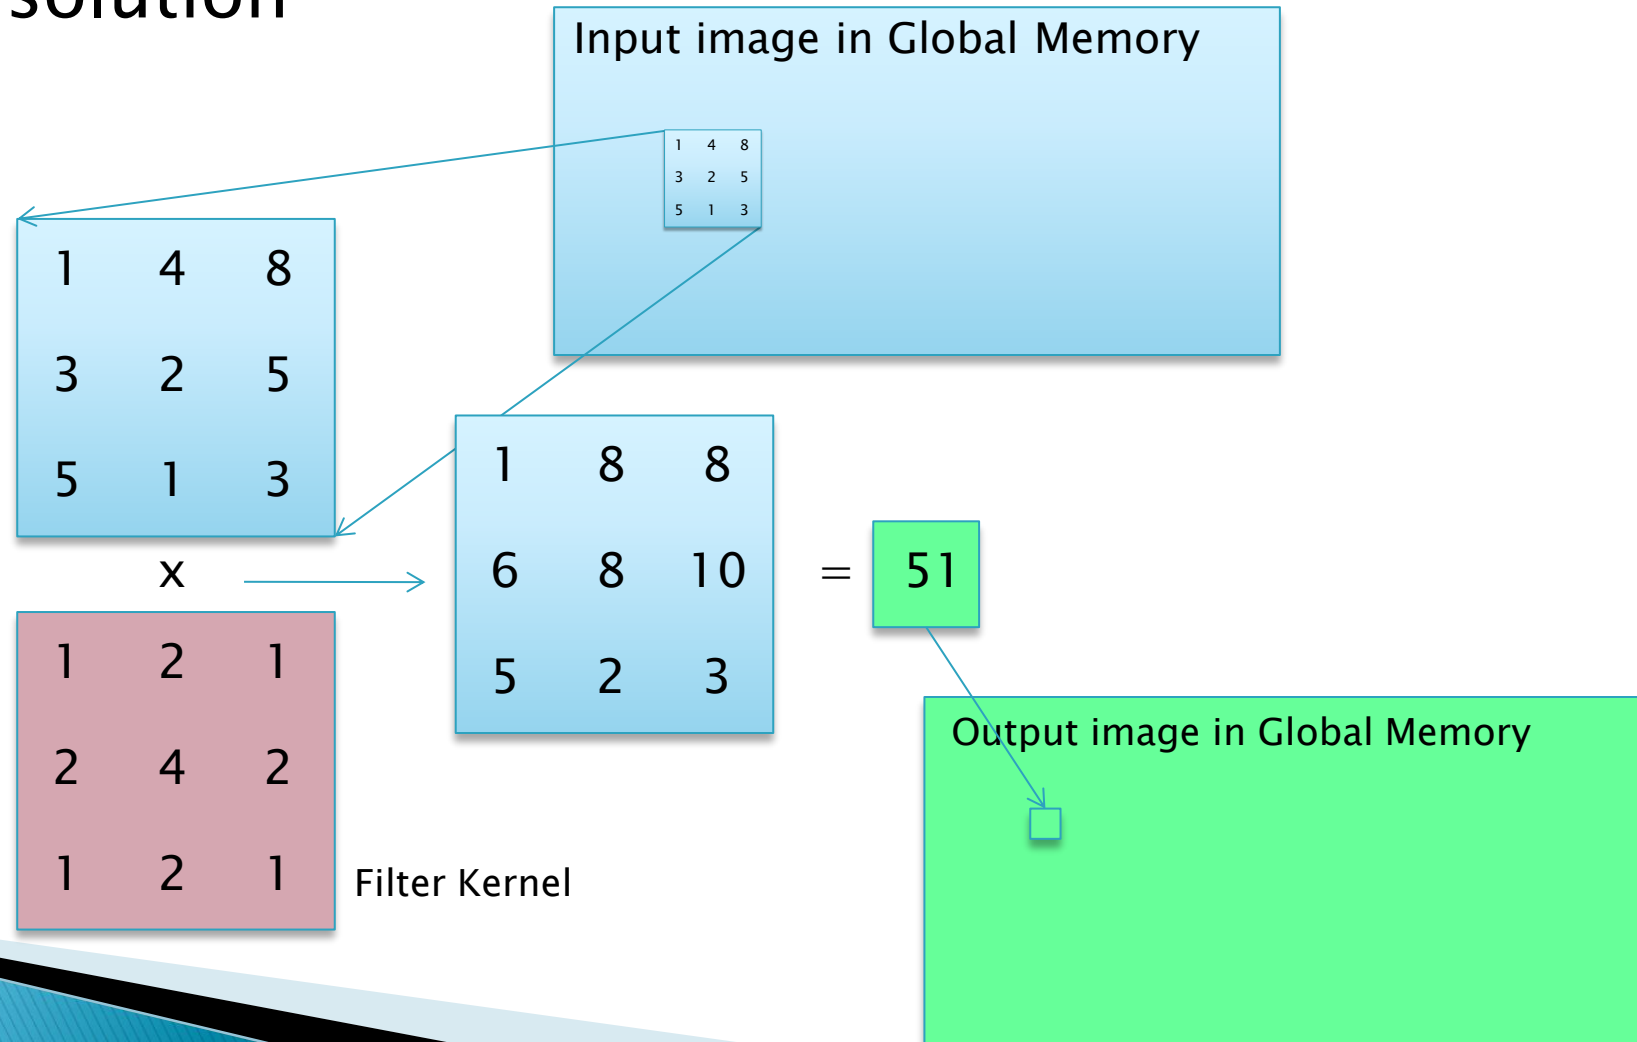 solution
Input image in Global Memory
1 4 8
3 2 5
5 1 3
1 4 8
3 2 5
5 1 3
x
1 2 1
2 4 2
1 2 1
Filter Kernel
1 8 8
6 8 10
5 2 3
=
51
Output image in Global Memory